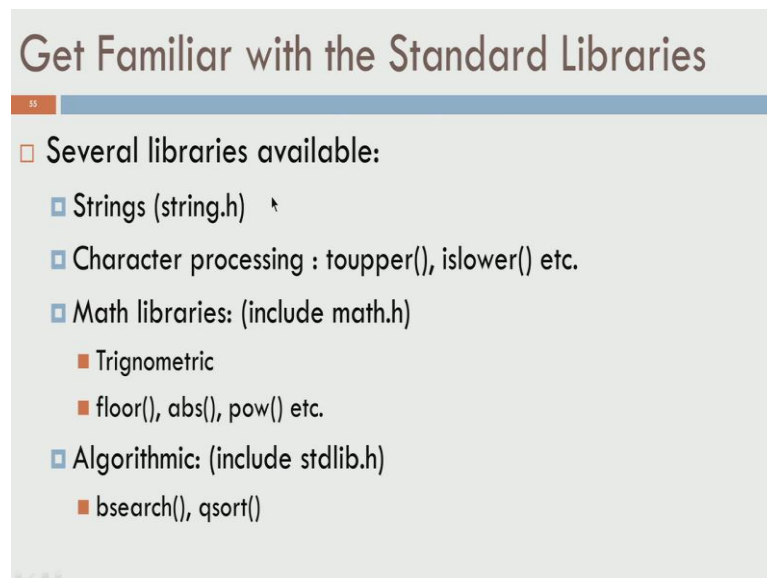 Get Familiar with the Standard Libraries
55
Several libraries available:
Strings (string.h)
Character processing : toupper(), islower() etc.
Math libraries: (include math.h)
Trignometric
floor(), abs(), pow() etc.
Algorithmic: (include stdlib.h)
bsearch(), qsort()